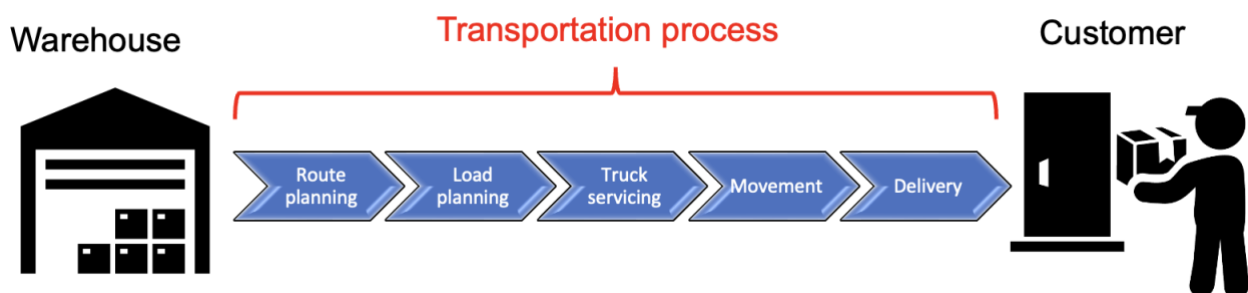 Warehouse
Transportation process
Customer
Route
planning
Load
planning
Truck
servicing
Movement
Delivery